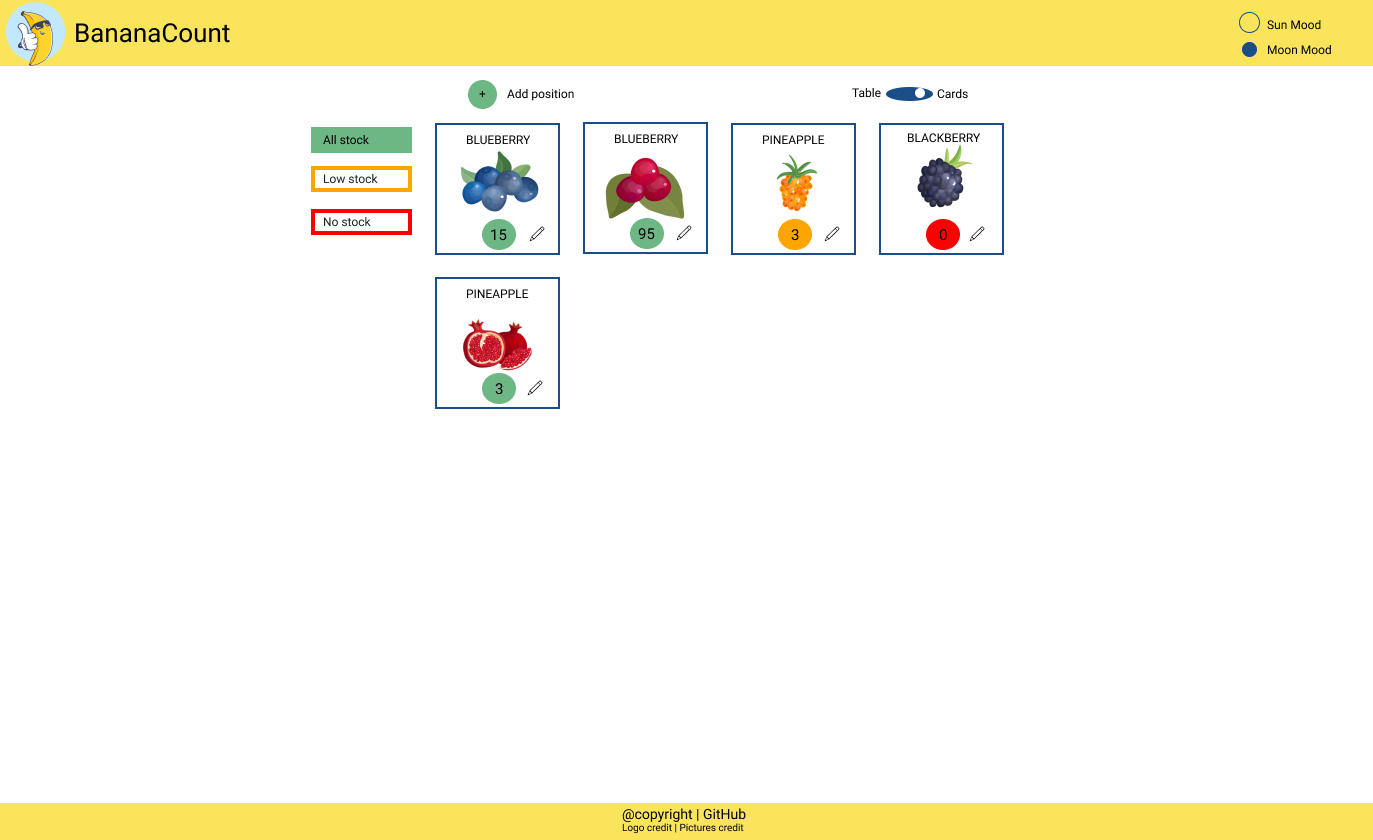 BananaCount
Sun Mood
Moon Mood
+ Add position
Table Cards
All stock
Low stock
No stock
BLUEBERRY
15
BLUEBERRY
95
PINEAPPLE
3
BLACKBERRY
0
PINEAPPLE
3
@copyright | GitHub
Logo credit | Pictures credit